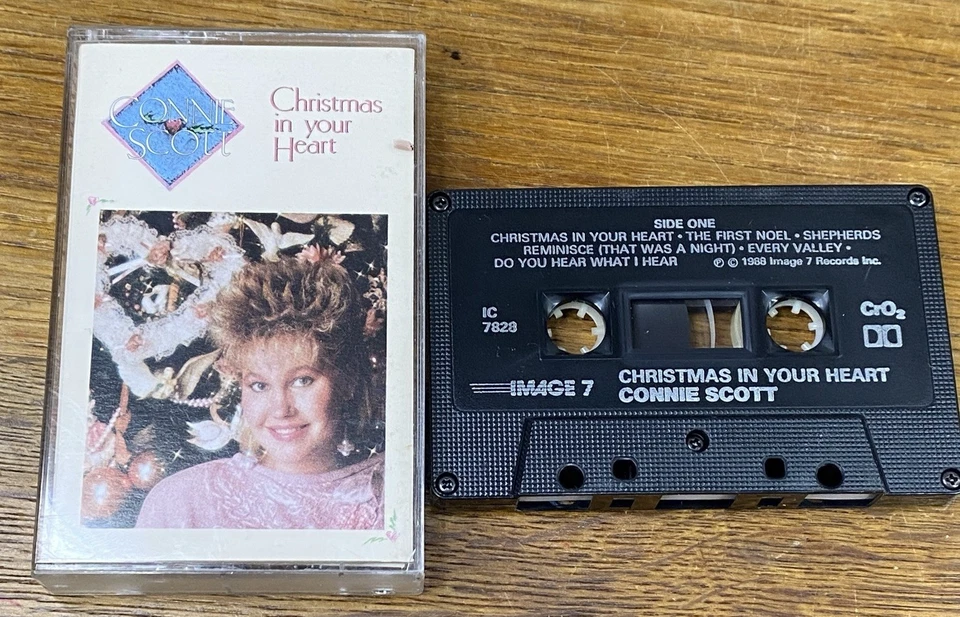 CONNIE
SCOTT
Christmas
in your
Heart
SIDE ONE
CHRISTMAS IN YOUR HEART • THE FIRST NOEL • SHEPHERDS
REMINISCE (THAT WAS A NIGHT) • EVERY VALLEY •
DO YOU HEAR WHAT I HEAR ℗ © 1988 Image 7 Records Inc.
IC
7828
CrO₂
IMAGE 7
CHRISTMAS IN YOUR HEART
CONNIE SCOTT